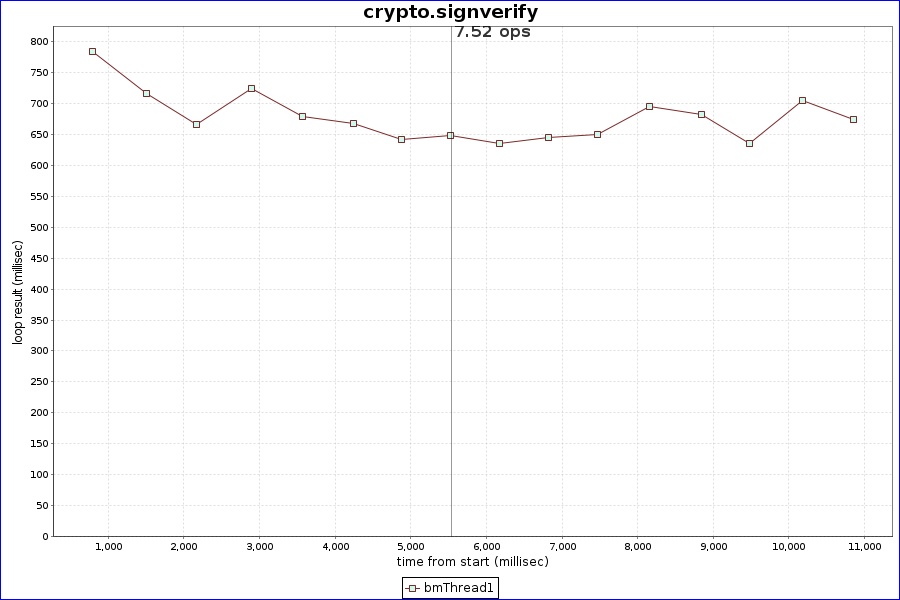 crypto.signverify
7.52 ops
loop result (millisec)
800
750
700
650
600
550
500
450
400
350
300
250
200
150
100
50
0
1,000 2,000 3,000 4,000 5,000 6,000 7,000 8,000 9,000 10,000 11,000
time from start (millisec)
bmThread1